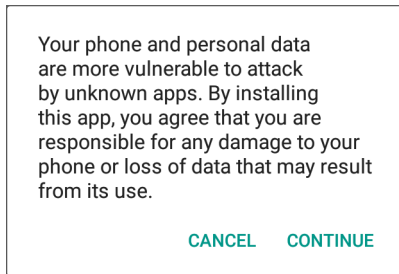 Your phone and personal data
are more vulnerable to attack
by unknown apps. By installing
this app, you agree that you are
responsible for any damage to your
phone or loss of data that may result
from its use.
CANCEL CONTINUE